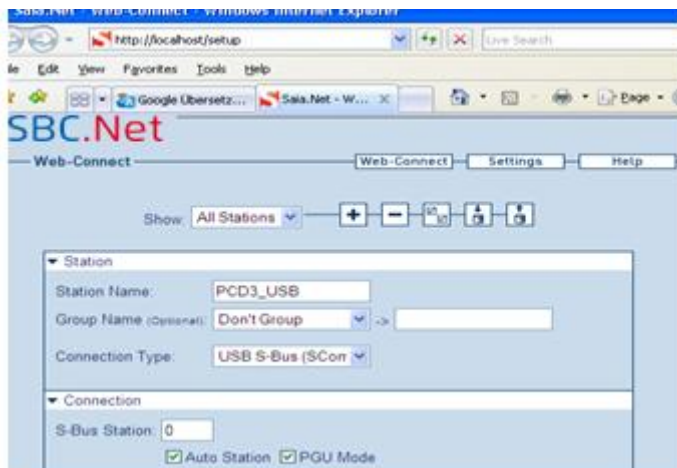 Saia.Net - Web-Connect - Windows Internet Explorer
http://localhost/setup
Live Search
Edit View Favorites Tools Help
Google Übersetz... Saia.Net - W... Page
SBC.Net
Web-Connect Web-Connect Settings Help
Show: All Stations
Station
Station Name: PCD3_USB
Group Name (Optional): Don't Group ->
Connection Type: USB S-Bus (SCom
Connection
S-Bus Station: 0
Auto Station PGU Mode